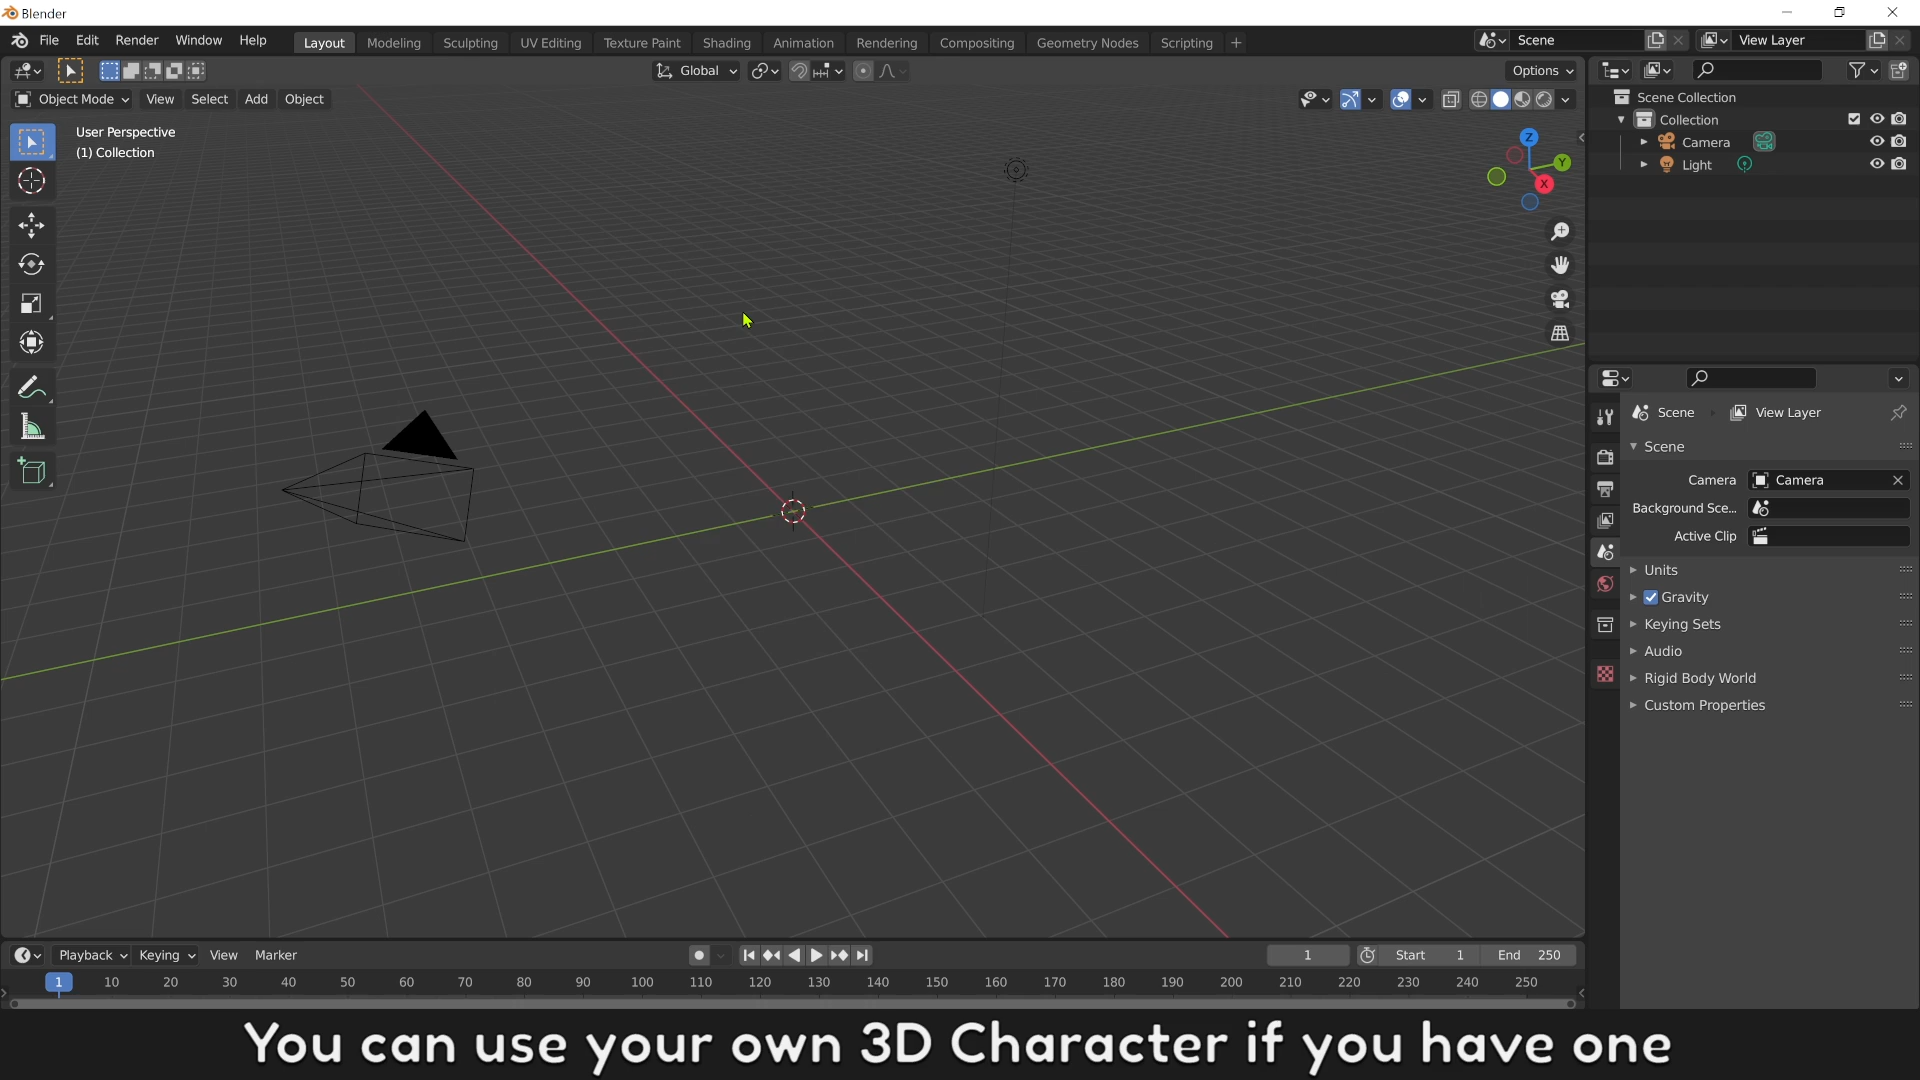 Blender
File Edit Render Window Help Layout Modeling Sculpting UV Editing Texture Paint Shading Animation Rendering Compositing Geometry Nodes Scripting + Scene View Layer
Global Options
Object Mode View Select Add Object
User Perspective
(1) Collection
Z
Y
X
Scene Collection
Collection
Camera
Light
Scene View Layer
Scene
Camera Camera
Background Sce...
Active Clip
Units
Gravity
Keying Sets
Audio
Rigid Body World
Custom Properties
Playback Keying View Marker 1 Start 1 End 250
1 10 20 30 40 50 60 70 80 90 100 110 120 130 140 150 160 170 180 190 200 210 220 230 240 250
You can use your own 3D Character if you have one